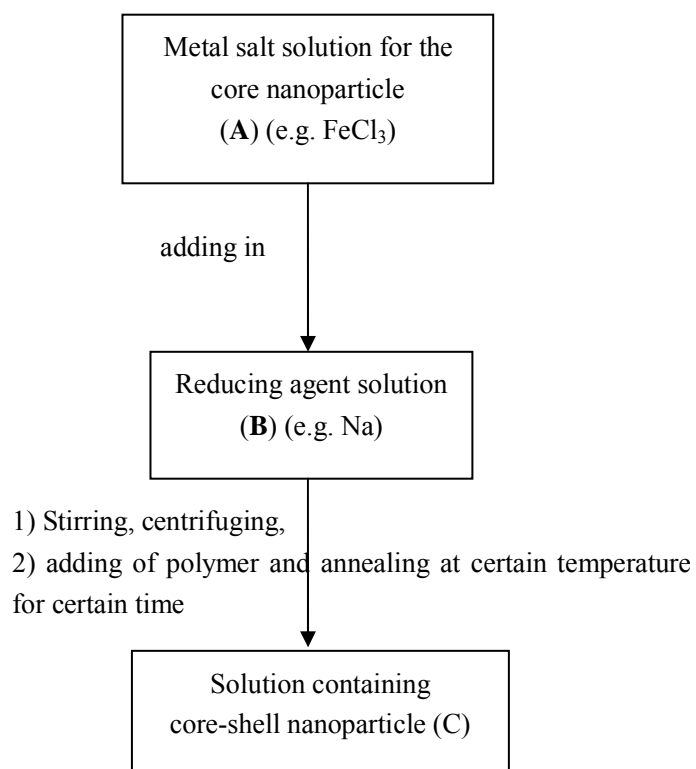 Metal salt solution for the
core nanoparticle
(A) (e.g. FeCl₃)
adding in
Reducing agent solution
(B) (e.g. Na)
1) Stirring, centrifuging,
2) adding of polymer and annealing at certain temperature
for certain time
Solution containing
core-shell nanoparticle (C)